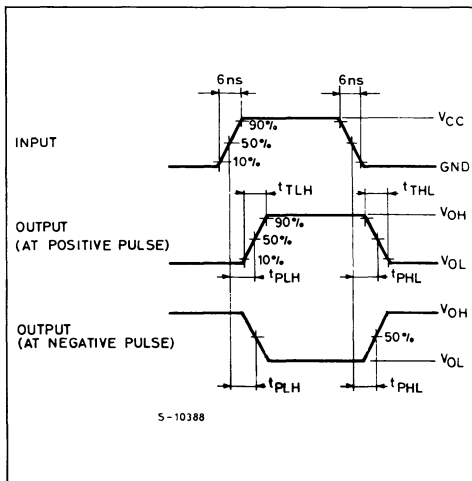 6ns 6ns
90% VCC
INPUT 50%
10% GND
tTLH tTHL
90% VOH
OUTPUT 50%
(AT POSITIVE PULSE)
10% VOL
tPLH tPHL
OUTPUT VOH
(AT NEGATIVE PULSE) 50%
VOL
tPLH tPHL
S-10388